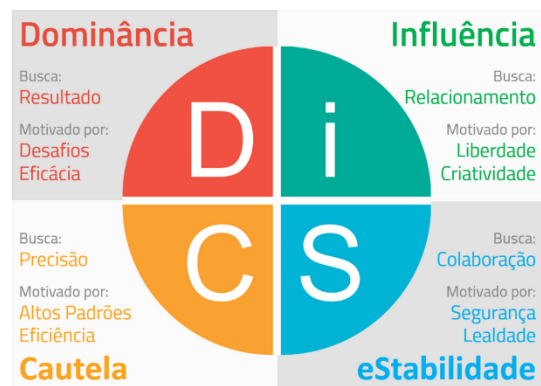 Dominância
Busca:
Resultado
Motivado por:
Desafios
Eficácia
D
Influência
Busca:
Relacionamento
Motivado por:
Liberdade
Criatividade
i
Busca:
Precisão
Motivado por:
Altos Padrões
Eficiência
Cautela
C
Busca:
Colaboração
Motivado por:
Segurança
Lealdade
eStabilidade
S